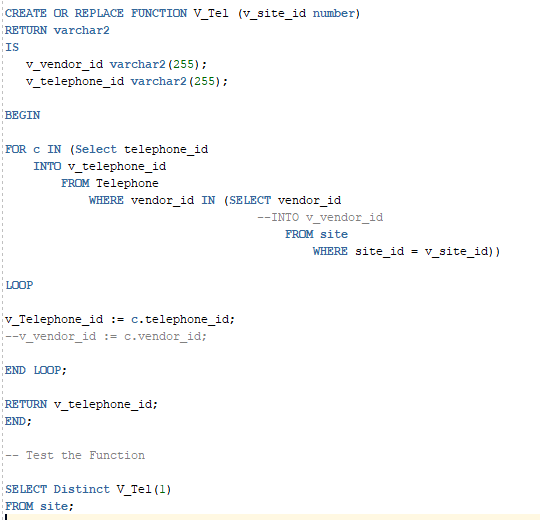 CREATE OR REPLACE FUNCTION V_Tel (v_site_id number)
RETURN varchar2
IS
v_vendor_id varchar2(255);
v_telephone_id varchar2(255);
BEGIN
FOR c IN (Select telephone_id
INTO v_telephone_id
FROM Telephone
WHERE vendor_id IN (SELECT vendor_id
--INTO v_vendor_id
FROM site
WHERE site_id = v_site_id))
LOOP
v_Telephone_id := c.telephone_id;
--v_vendor_id := c.vendor_id;
END LOOP;
RETURN v_telephone_id;
END;
-- Test the Function
SELECT Distinct V_Tel(1)
FROM site;